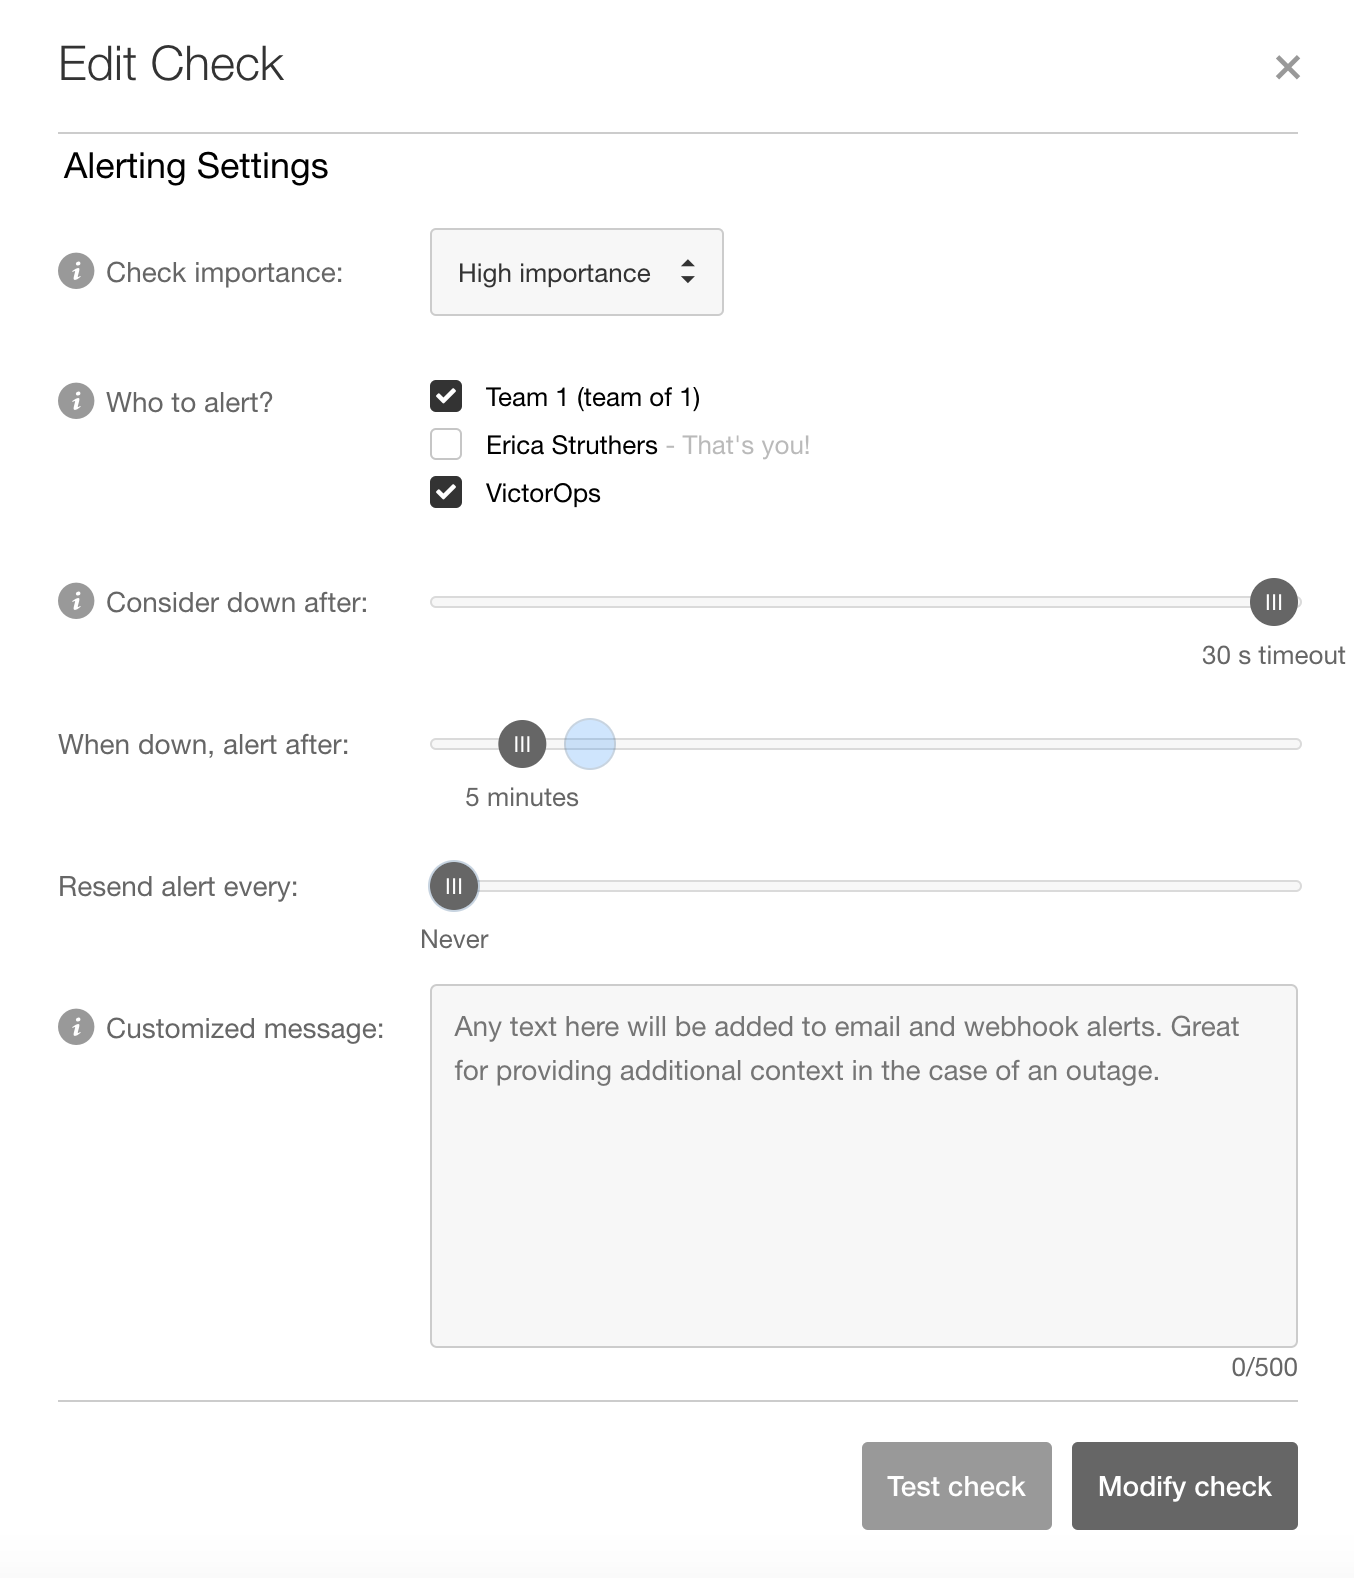 Edit Check
Alerting Settings
Check importance:
High importance
Who to alert?
Team 1 (team of 1)
Erica Struthers - That's you!
VictorOps
Consider down after:
30 s timeout
When down, alert after:
5 minutes
Resend alert every:
Never
Customized message:
Any text here will be added to email and webhook alerts. Great
for providing additional context in the case of an outage.
0/500
Test check
Modify check